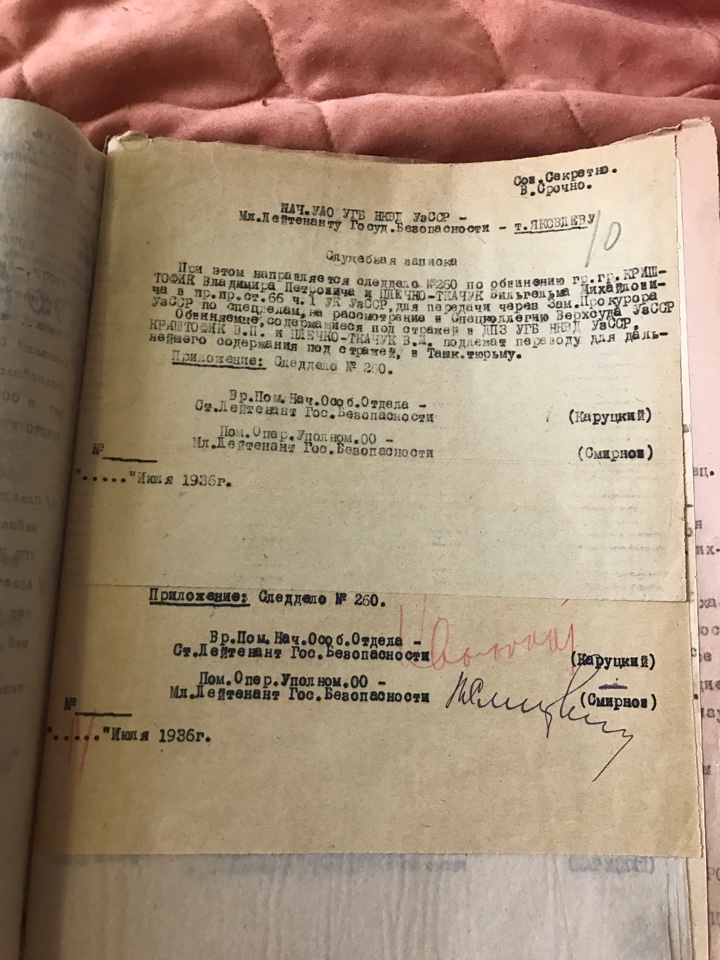 Сов.Секретно.
В.Срочно.
10
НАЧ.УАО УГБ НКВД УзССР -
Мл.Лейтенанту Госуд.Безопасности - т.ЯКОВЛЕВУ
Служебная записка
При этом направляется следдело №260 по обвинению гр.гр.КРИШ-
ТОФИК Владимира Петровича и ПЛЕЧКО-ТКАЧУК Вильгельма Михайлови-
ча в пр.пр.ст.66 ч.1 УК УзССР, для передачи через Зам.Прокурора
УзССР по спецделам, на рассмотрение в Спецколлегию Верхсуда УзССР
Обвиняемые, содержащиеся под стражей в ДПЗ УГБ НКВД УзССР,
КРИШТОФИК В.П. и ПЛЕЧКО-ТКАЧУК В.М. подлежат переводу для даль-
нейшего содержания под стражей, в Ташк.тюрьму.
Приложение: Следдело № 260.
Вр.Пом.Нач.Особ.Отдела -
Ст.Лейтенант Гос.Безопасности (Каруцкий)
Пом.Опер.Уполном.ОО -
Мл.Лейтенант Гос.Безопасности (Смирнов)
№
"....."Июля 1936г.
Приложение: Следдело № 260.
Вр.Пом.Нач.Особ.Отдела -
Ст.Лейтенант Гос.Безопасности (Каруцкий)
Пом.Опер.Уполном.ОО -
Мл.Лейтенант Гос.Безопасности (Смирнов)
№
"....."Июля 1936г.